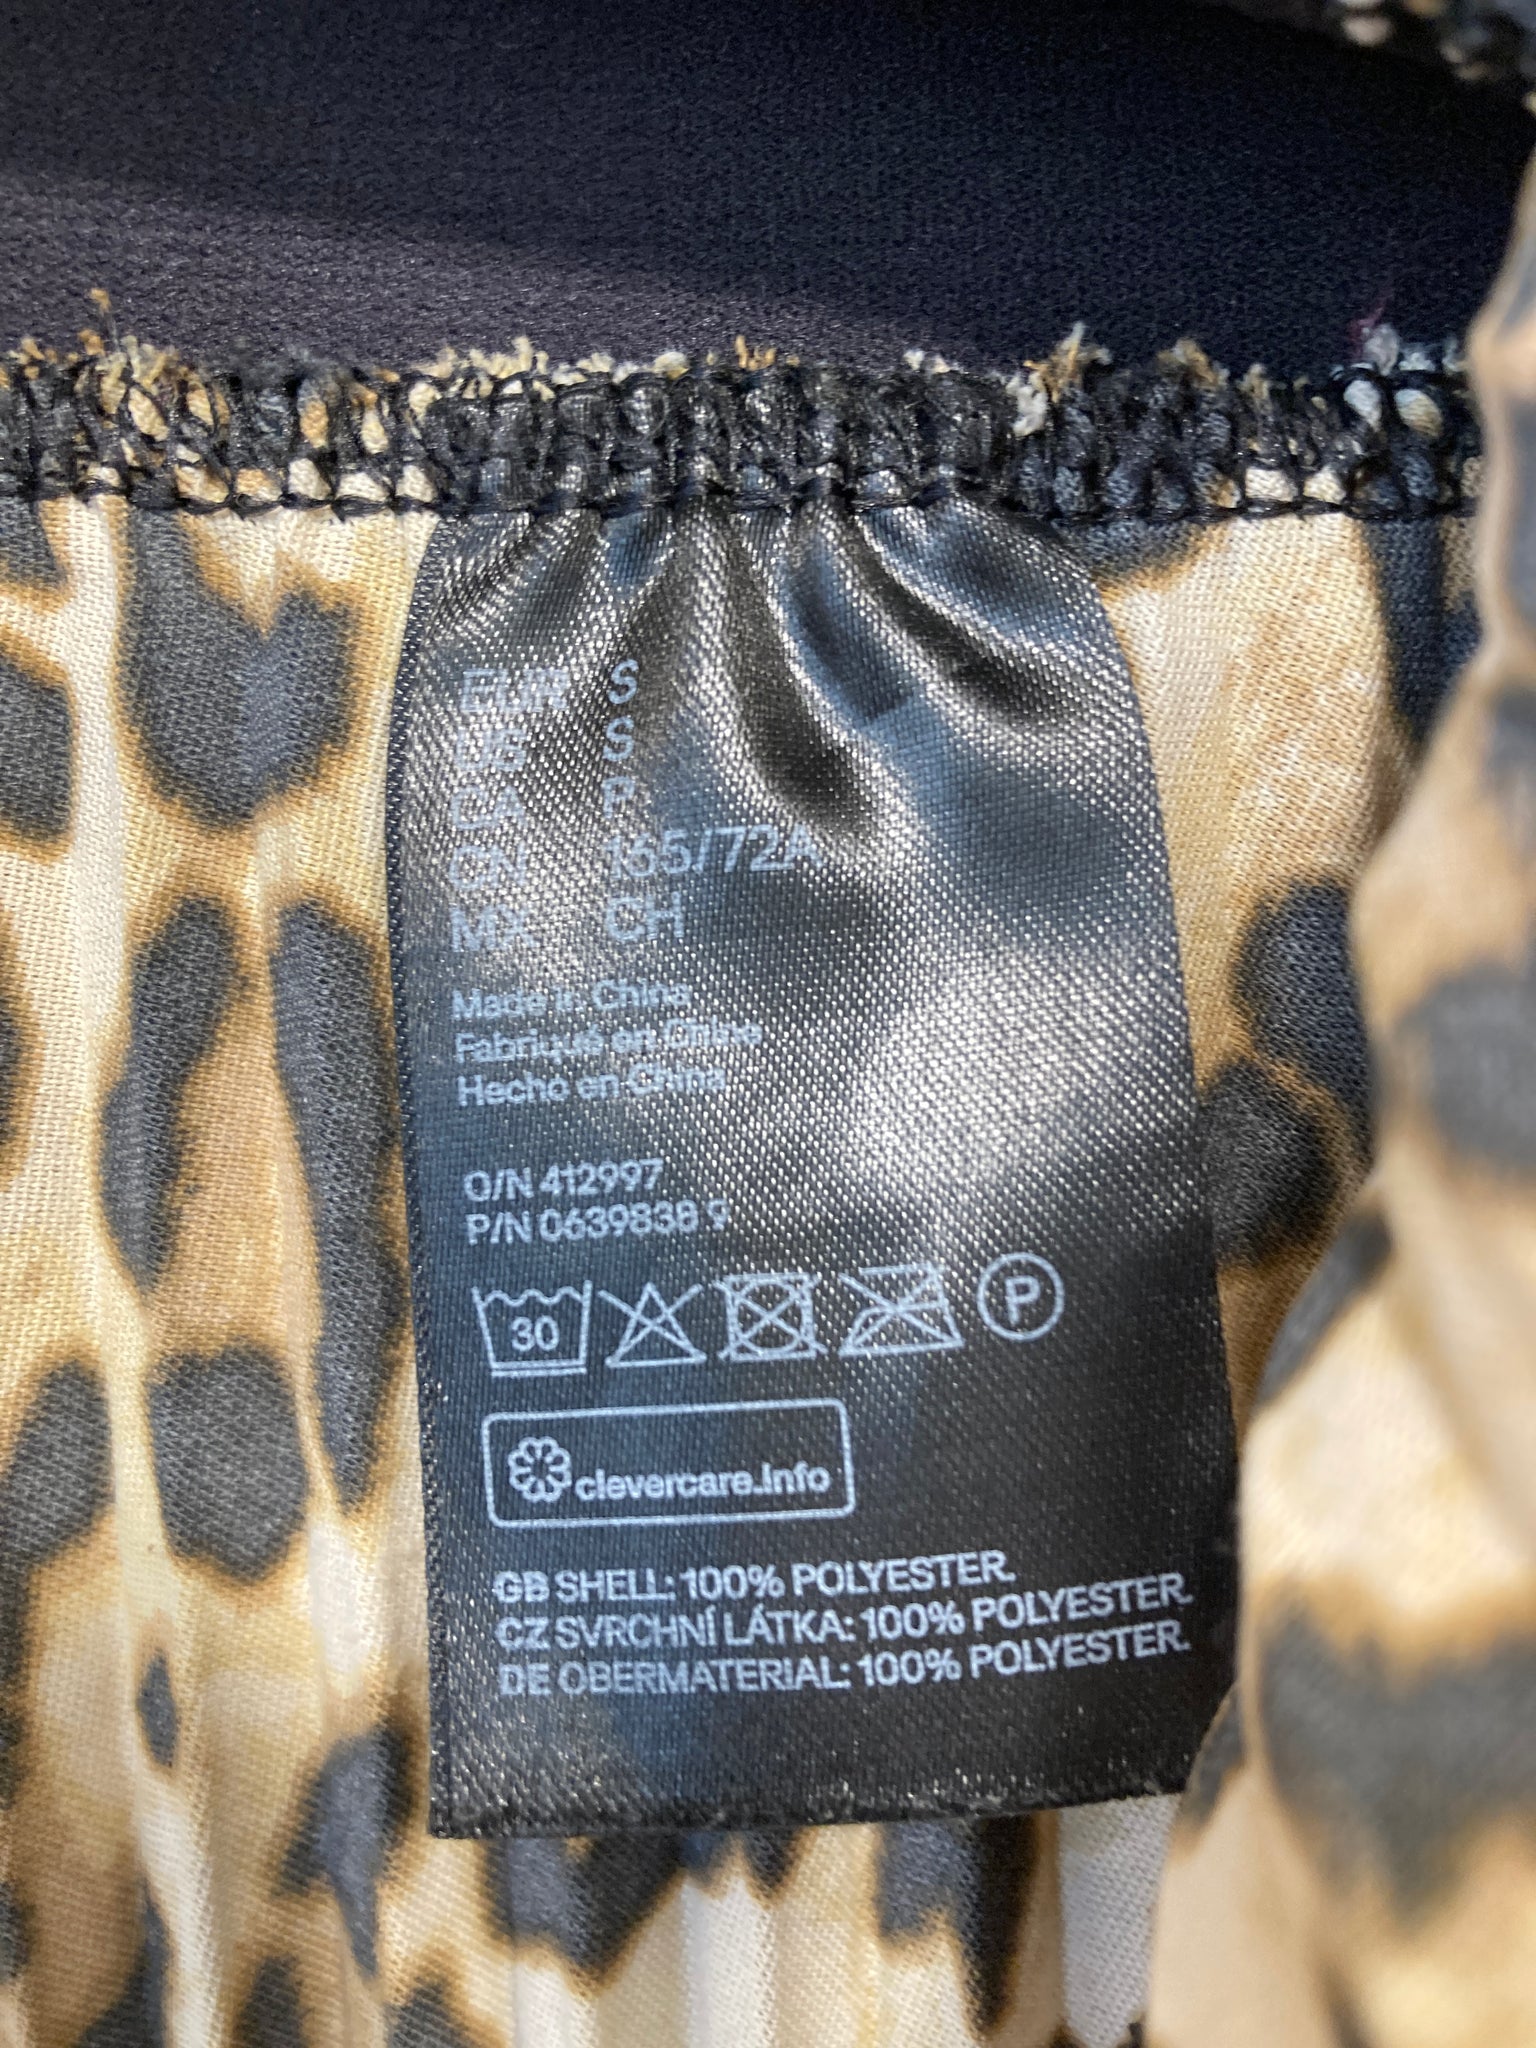 EUR S
US S
CA P
CN 165/72A
MX CH
Made in China
Fabriqué en Chine
Hecho en China
O/N 412997
P/N 0639838 9
30
P
clevercare.info
GB SHELL: 100% POLYESTER.
CZ SVRCHNÍ LÁTKA: 100% POLYESTER.
DE OBERMATERIAL: 100% POLYESTER.